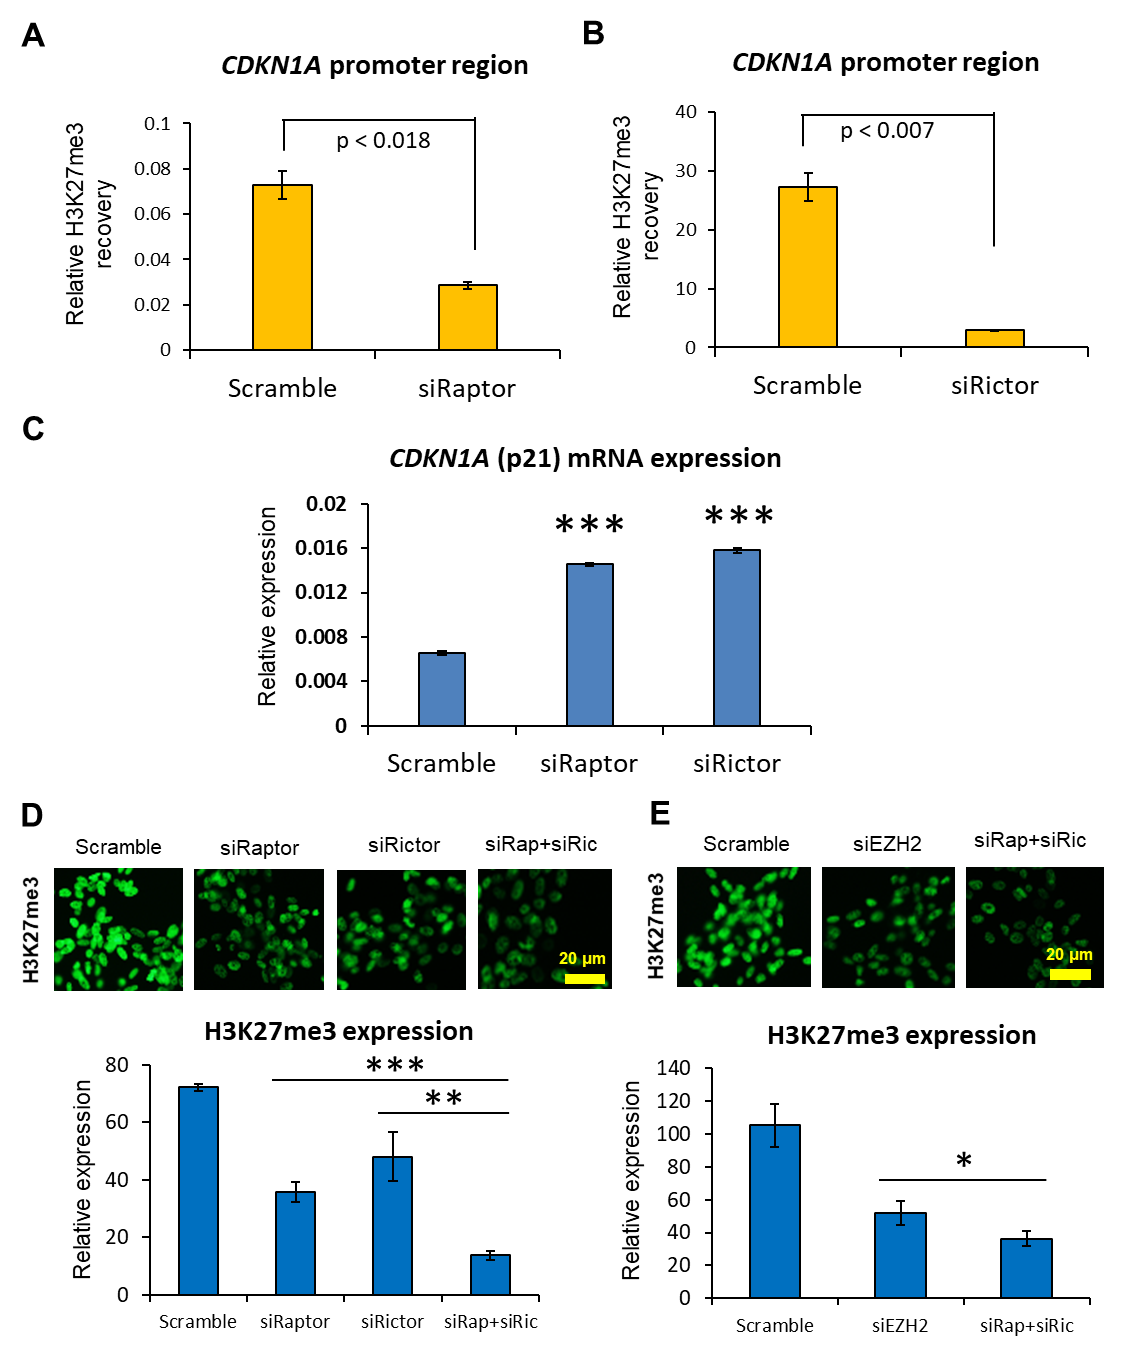 A
CDKN1A promoter region
Relative H3K27me3
recovery
0.1
0.08
0.06
0.04
0.02
0
p < 0.018
Scramble siRaptor
B
CDKN1A promoter region
Relative H3K27me3
recovery
40
30
20
10
0
p < 0.007
Scramble siRictor
C
CDKN1A (p21) mRNA expression
Relative expression
0.02
0.016
0.012
0.008
0.004
0
***
***
Scramble siRaptor siRictor
D
Scramble siRaptor siRictor siRap+siRic
H3K27me3
20 µm
H3K27me3 expression
Relative expression
80
60
40
20
0
***
**
Scramble siRaptor siRictor siRap+siRic
E
Scramble siEZH2 siRap+siRic
H3K27me3
20 µm
H3K27me3 expression
Relative expression
140
120
100
80
60
40
20
0
*
Scramble siEZH2 siRap+siRic